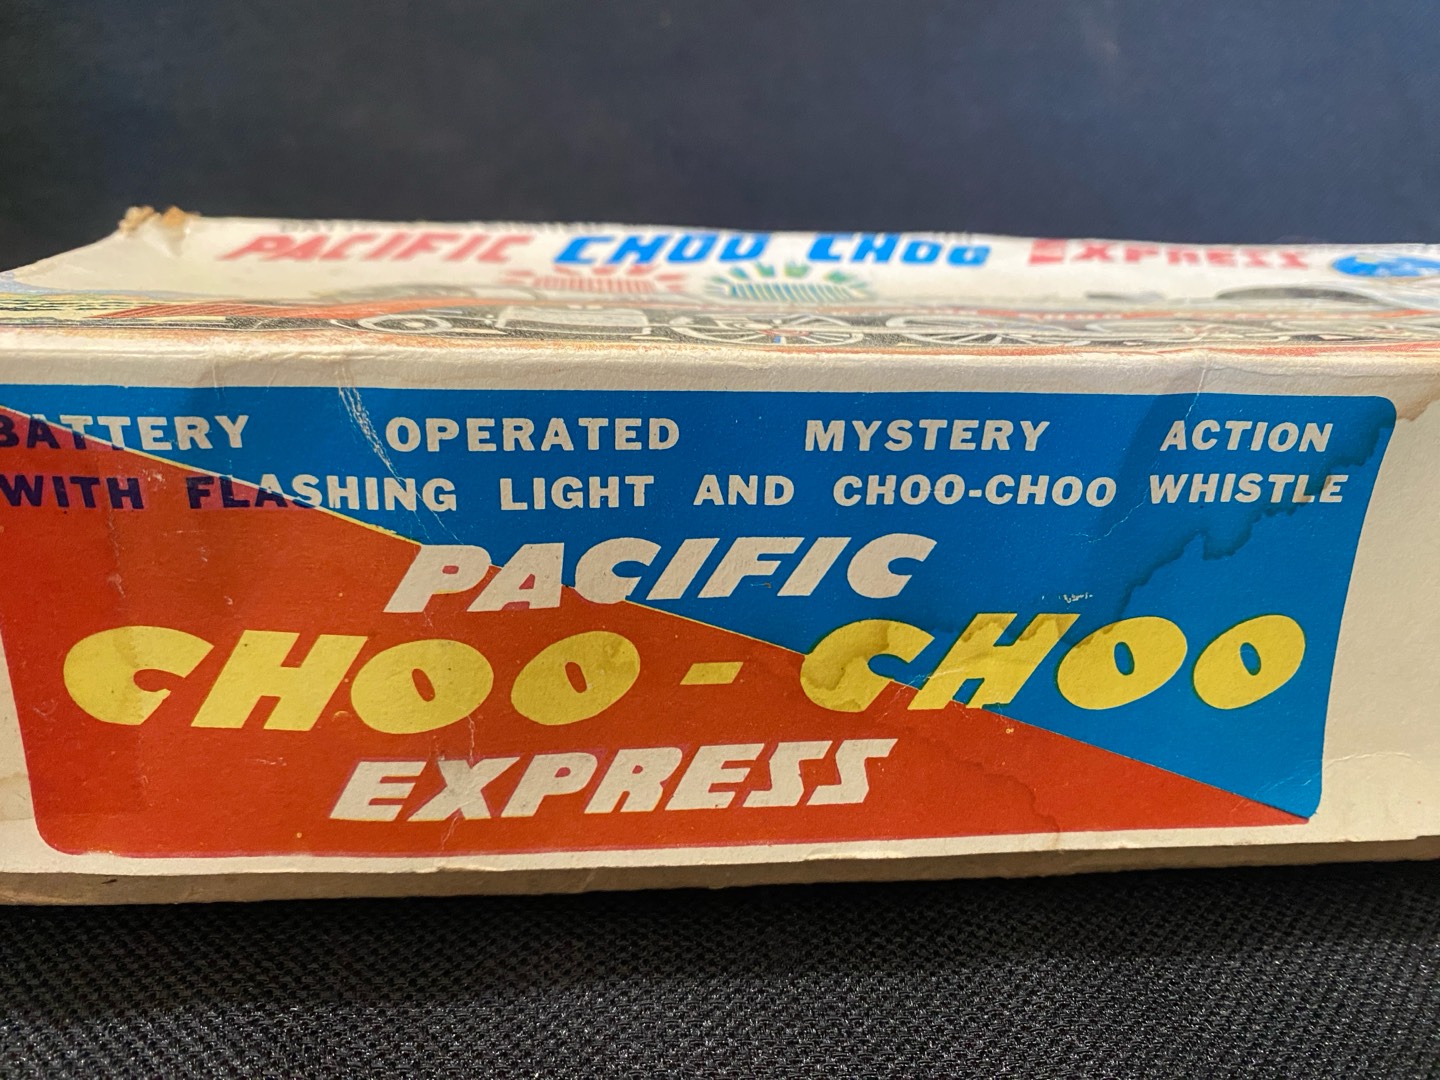 PACIFIC CHOO CHOO EXPRESS
BATTERY OPERATED MYSTERY ACTION
WITH FLASHING LIGHT AND CHOO-CHOO WHISTLE
PACIFIC
CHOO-CHOO
EXPRESS